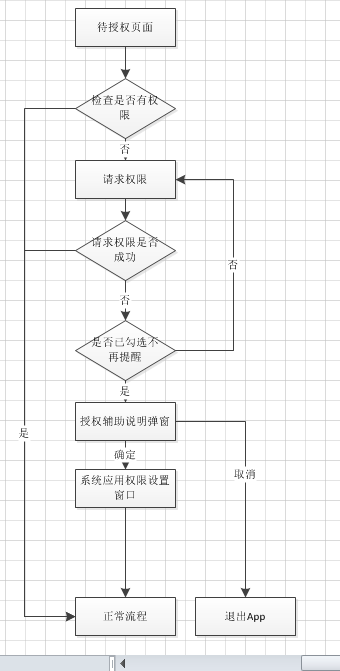 待授权页面
检查是否有权
限
否
请求权限
请求权限是否
成功
否
否
是否已勾选不
再提醒
是
授权辅助说明弹窗
是
确定
取消
系统应用权限设置
窗口
正常流程
退出App